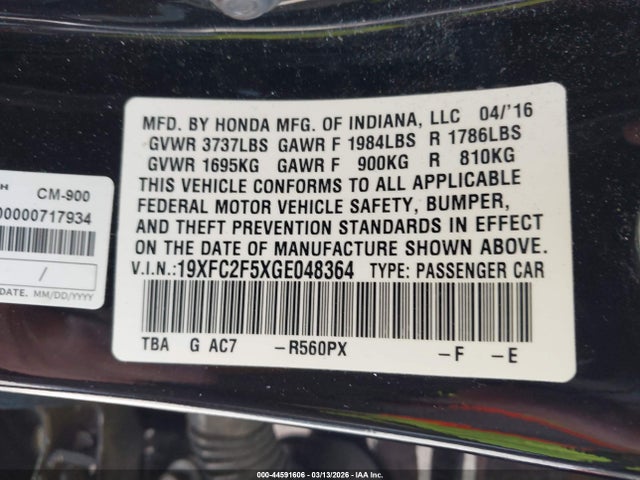 MFD. BY HONDA MFG. OF INDIANA, LLC 04/'16
GVWR 3737LBS GAWR F 1984LBS R 1786LBS
GVWR 1695KG GAWR F 900KG R 810KG
THIS VEHICLE CONFORMS TO ALL APPLICABLE
FEDERAL MOTOR VEHICLE SAFETY, BUMPER,
AND THEFT PREVENTION STANDARDS IN EFFECT
ON THE DATE OF MANUFACTURE SHOWN ABOVE.
V.I.N.:19XFC2F5XGE048364 TYPE: PASSENGER CAR
TBA G AC7 -R560PX -F -E
CM-900
00000717934
/
DATE. MM/DD/YYYY
000-44591606 | 03/13/2026 | IAA Inc.